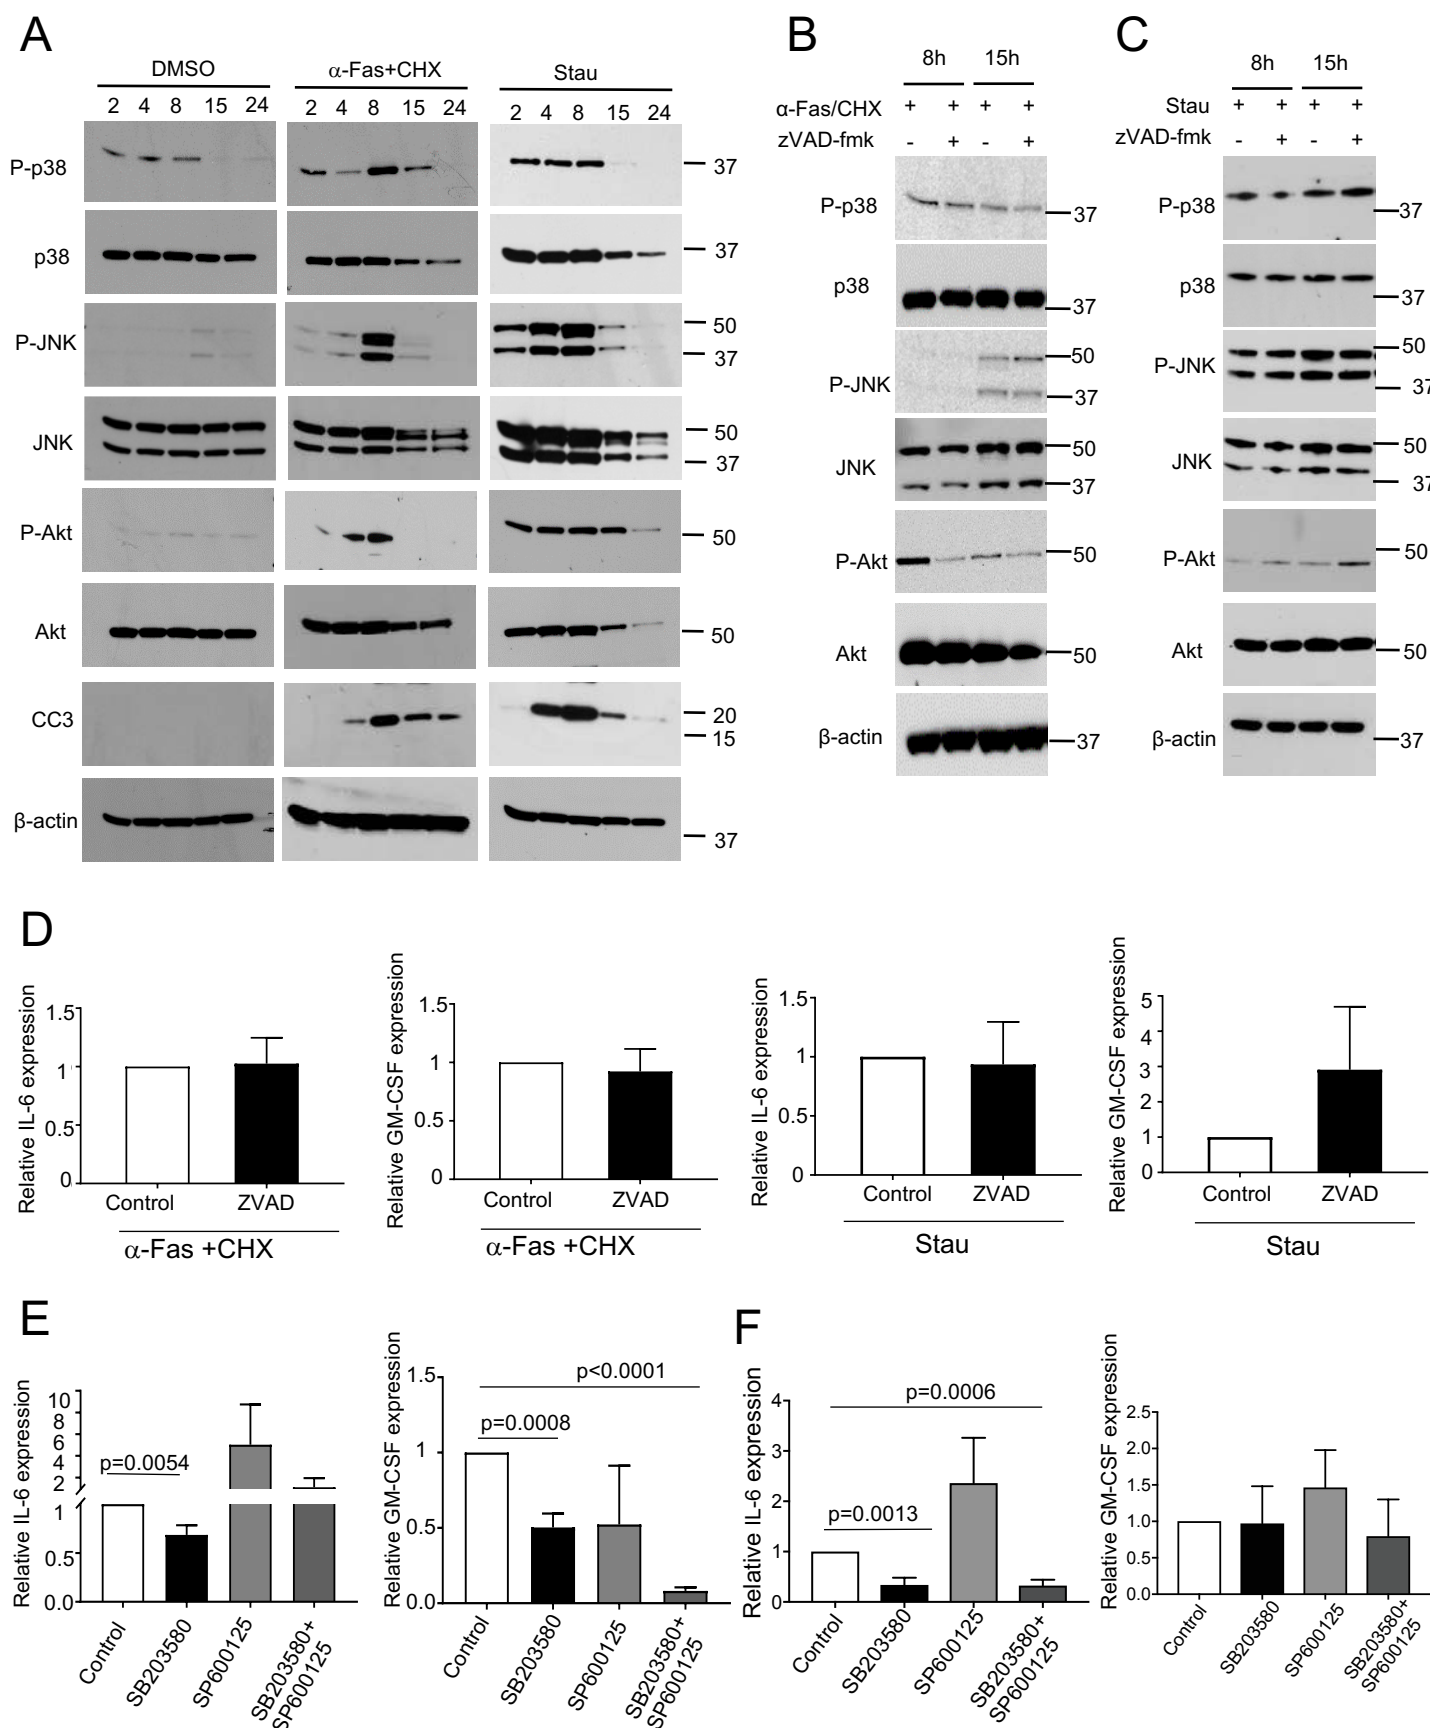 A
DMSO
α-Fas+CHX
Stau
2 4 8 15 24
2 4 8 15 24
2 4 8 15 24
P-p38
37
p38
37
P-JNK
50
37
JNK
50
37
P-Akt
50
Akt
50
CC3
20
15
β-actin
37
B
8h 15h
α-Fas/CHX + + + +
zVAD-fmk - + - +
P-p38
37
p38
37
P-JNK
50
37
JNK
50
37
P-Akt
50
Akt
50
β-actin
37
C
8h 15h
Stau + + + +
zVAD-fmk - + - +
P-p38
37
p38
37
P-JNK
50
37
JNK
50
37
P-Akt
50
Akt
50
β-actin
37
D
Relative IL-6 expression
1.5
1
0.5
0
Control ZVAD
α-Fas +CHX
Relative GM-CSF expression
1.5
1
0.5
0
Control ZVAD
α-Fas +CHX
Relative IL-6 expression
1.5
1
0.5
0
Control ZVAD
Stau
Relative GM-CSF expression
5
4
3
2
1
0
Control ZVAD
Stau
E
Relative IL-6 expression
10
8
6
4
2
1
0.5
0.0
p=0.0054
Control
SB203580
SP600125
SB203580+
SP600125
Relative GM-CSF expression
1.5
1
0.5
0.0
p<0.0001
p=0.0008
Control
SB203580
SP600125
SB203580+
SP600125
F
Relative IL-6 expression
4
3
2
1
0
p=0.0006
p=0.0013
Control
SB203580
SP600125
SB203580+
SP600125
Relative GM-CSF expression
2.5
2.0
1.5
1.0
0.5
0.0
Control
SB203580
SP600125
SB203580+
SP600125